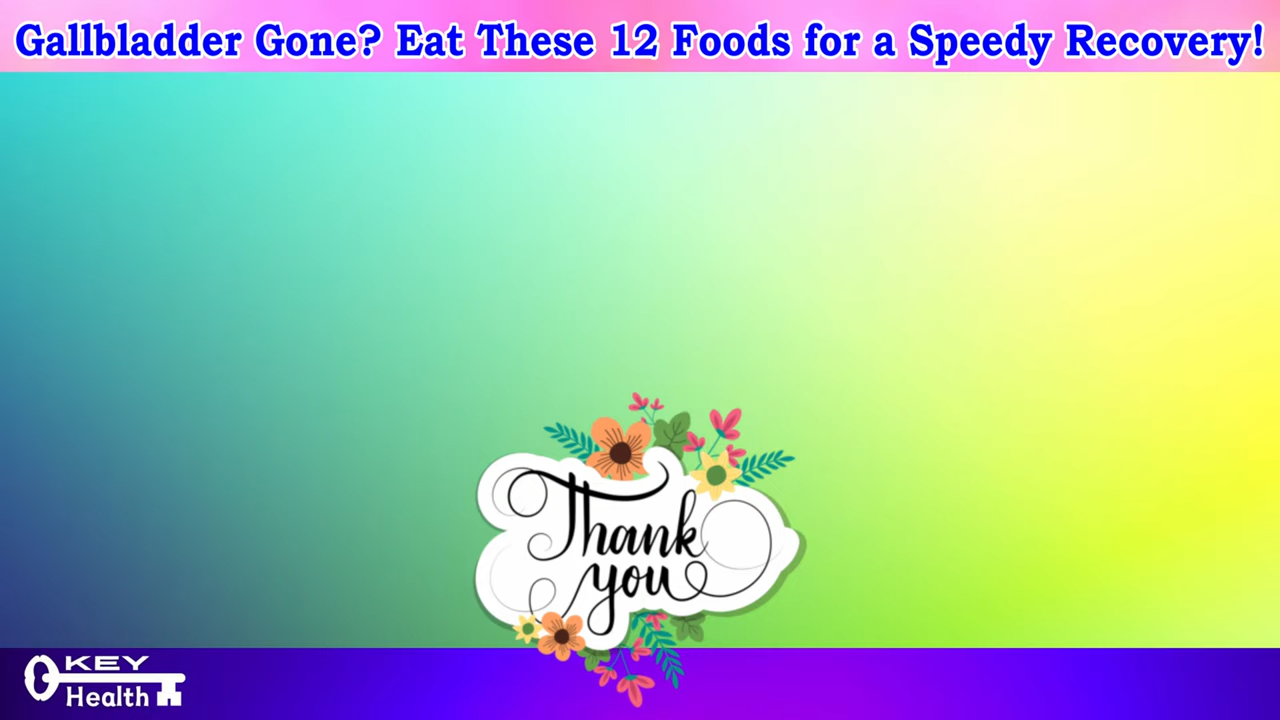 Gallbladder Gone? Eat These 12 Foods for a Speedy Recovery!
Thank
you
KEY
Health